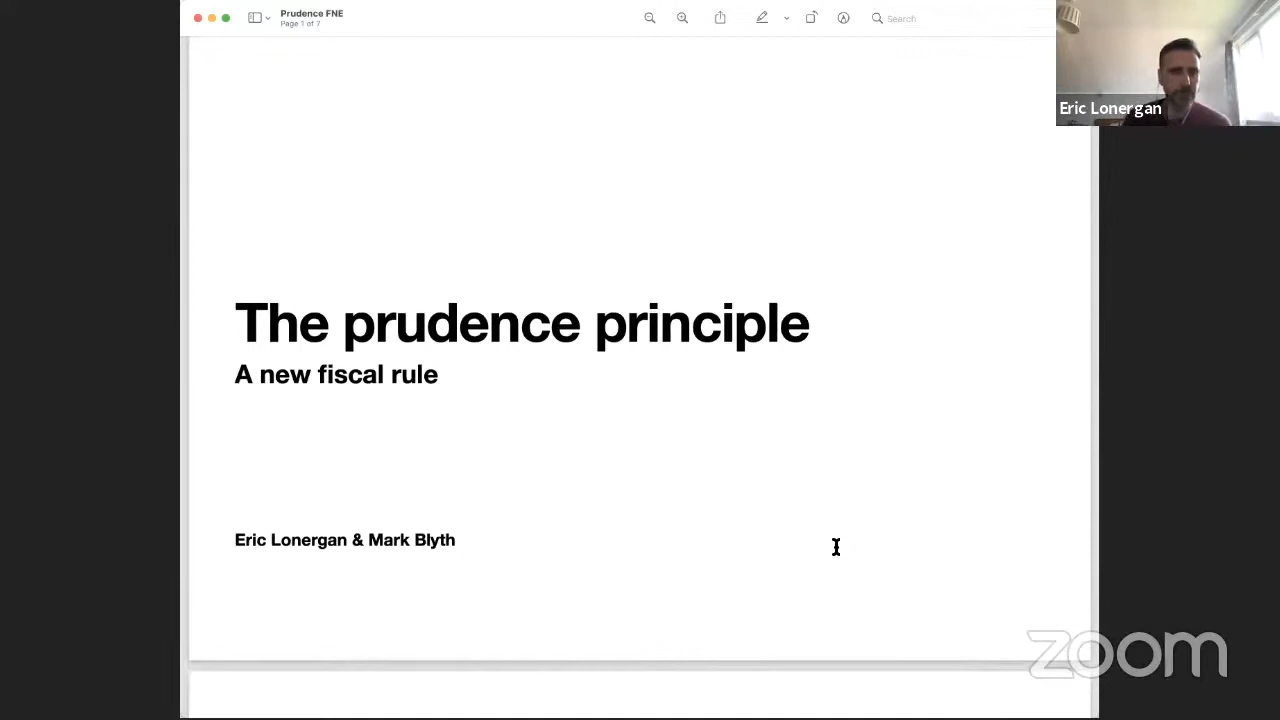 Prudence FNE
Page 1 of 7
Search
Eric Lonergan
The prudence principle
A new fiscal rule
Eric Lonergan & Mark Blyth
zoom